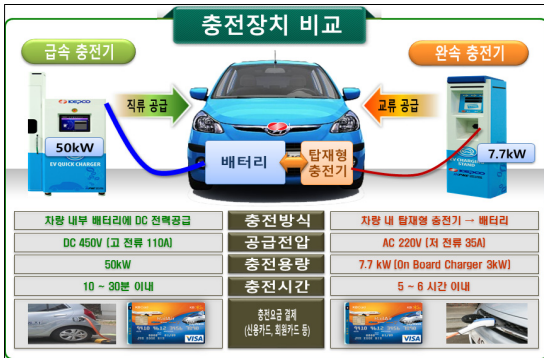 충전장치 비교
급속 충전기
완속 충전기
직류 공급
교류 공급
KEPCO
50kW
EV QUICK CHARGER
배터리
탑재형
충전기
EV CHARGING
STAND
7.7kW
차량 내부 배터리에 DC 전력공급
충전방식
차량 내 탑재형 충전기 → 배터리
DC 450V (고 전류 110A)
공급전압
AC 220V (저 전류 35A)
50kW
충전용량
7.7 kW (On Board Charger 3kW)
10 ~ 30분 이내
충전시간
5 ~ 6 시간 이내
충전요금 결제
(신용카드, 회원카드 등)
VISA
VISA